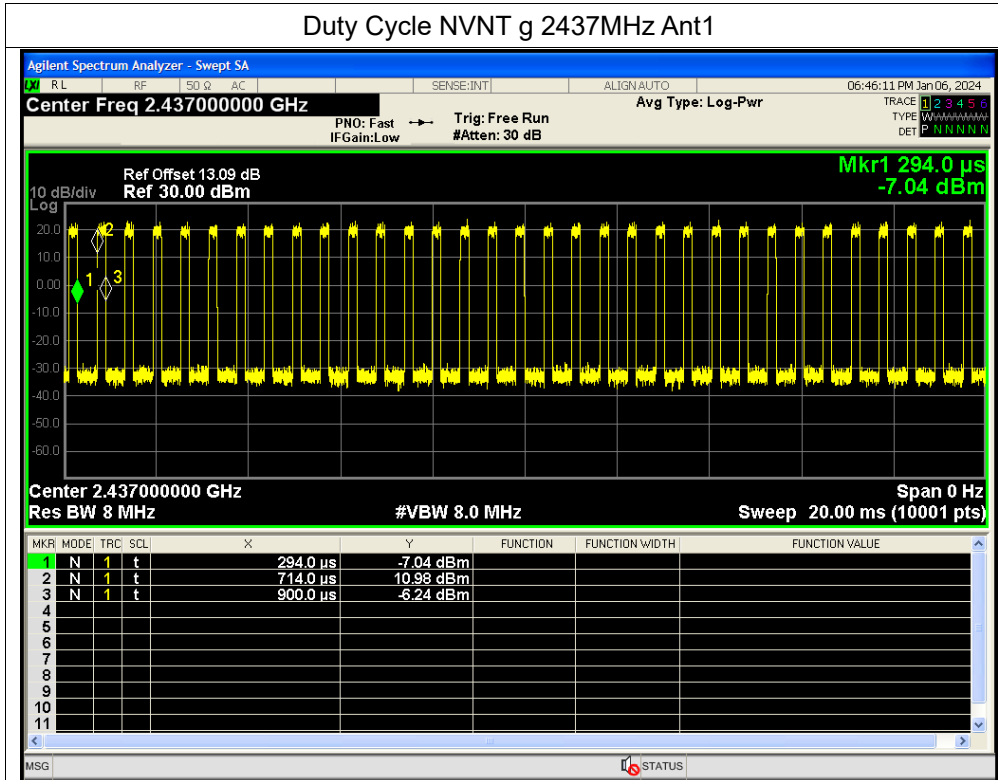 Duty Cycle NVNT g 2437MHz Ant1
Agilent Spectrum Analyzer - Swept SA
LXI RL RF 50 Ω AC SENSE:INT ALIGNAUTO 06:46:11 PM Jan 06, 2024
Center Freq 2.437000000 GHz Avg Type: Log-Pwr TRACE 1 2 3 4 5 6
PNO: Fast Trig: Free Run TYPE WWWWWW
IFGain:Low #Atten: 30 dB DET P N N N N N
Mkr1 294.0 µs
Ref Offset 13.09 dB
10 dB/div Ref 30.00 dBm -7.04 dBm
Log
20.0
10.0
0.00
-10.0
-20.0
-30.0
-40.0
-50.0
-60.0
1
2
3
Center 2.437000000 GHz Span 0 Hz
Res BW 8 MHz #VBW 8.0 MHz Sweep 20.00 ms (10001 pts)
MKR MODE TRC SCL X Y FUNCTION FUNCTION WIDTH FUNCTION VALUE
1 N 1 t 294.0 µs -7.04 dBm
2 N 1 t 714.0 µs 10.98 dBm
3 N 1 t 900.0 µs -6.24 dBm
4
5
6
7
8
9
10
11
MSG STATUS